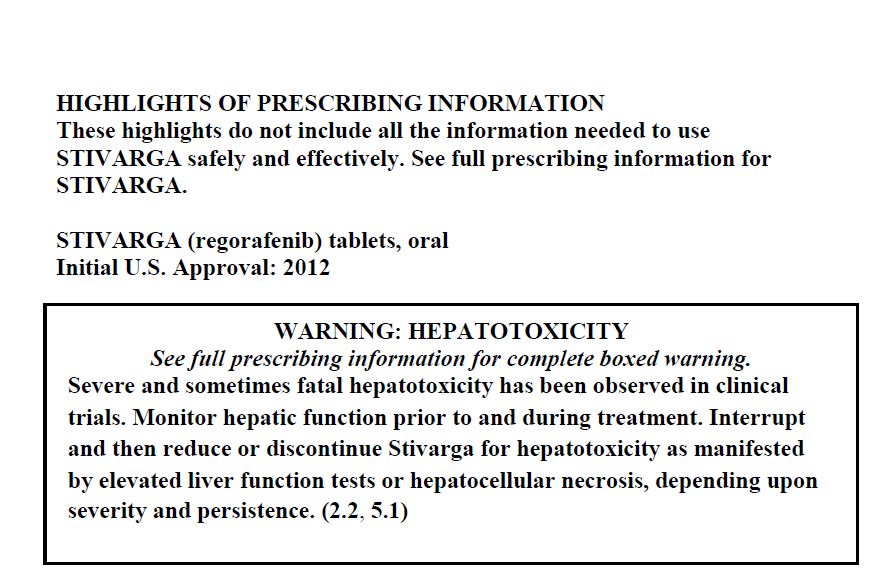 HIGHLIGHTS OF PRESCRIBING INFORMATION
These highlights do not include all the information needed to use
STIVARGA safely and effectively. See full prescribing information for
STIVARGA.
STIVARGA (regorafenib) tablets, oral
Initial U.S. Approval: 2012
WARNING: HEPATOTOXICITY
See full prescribing information for complete boxed warning.
Severe and sometimes fatal hepatotoxicity has been observed in clinical
trials. Monitor hepatic function prior to and during treatment. Interrupt
and then reduce or discontinue Stivarga for hepatotoxicity as manifested
by elevated liver function tests or hepatocellular necrosis, depending upon
severity and persistence. (2.2, 5.1)